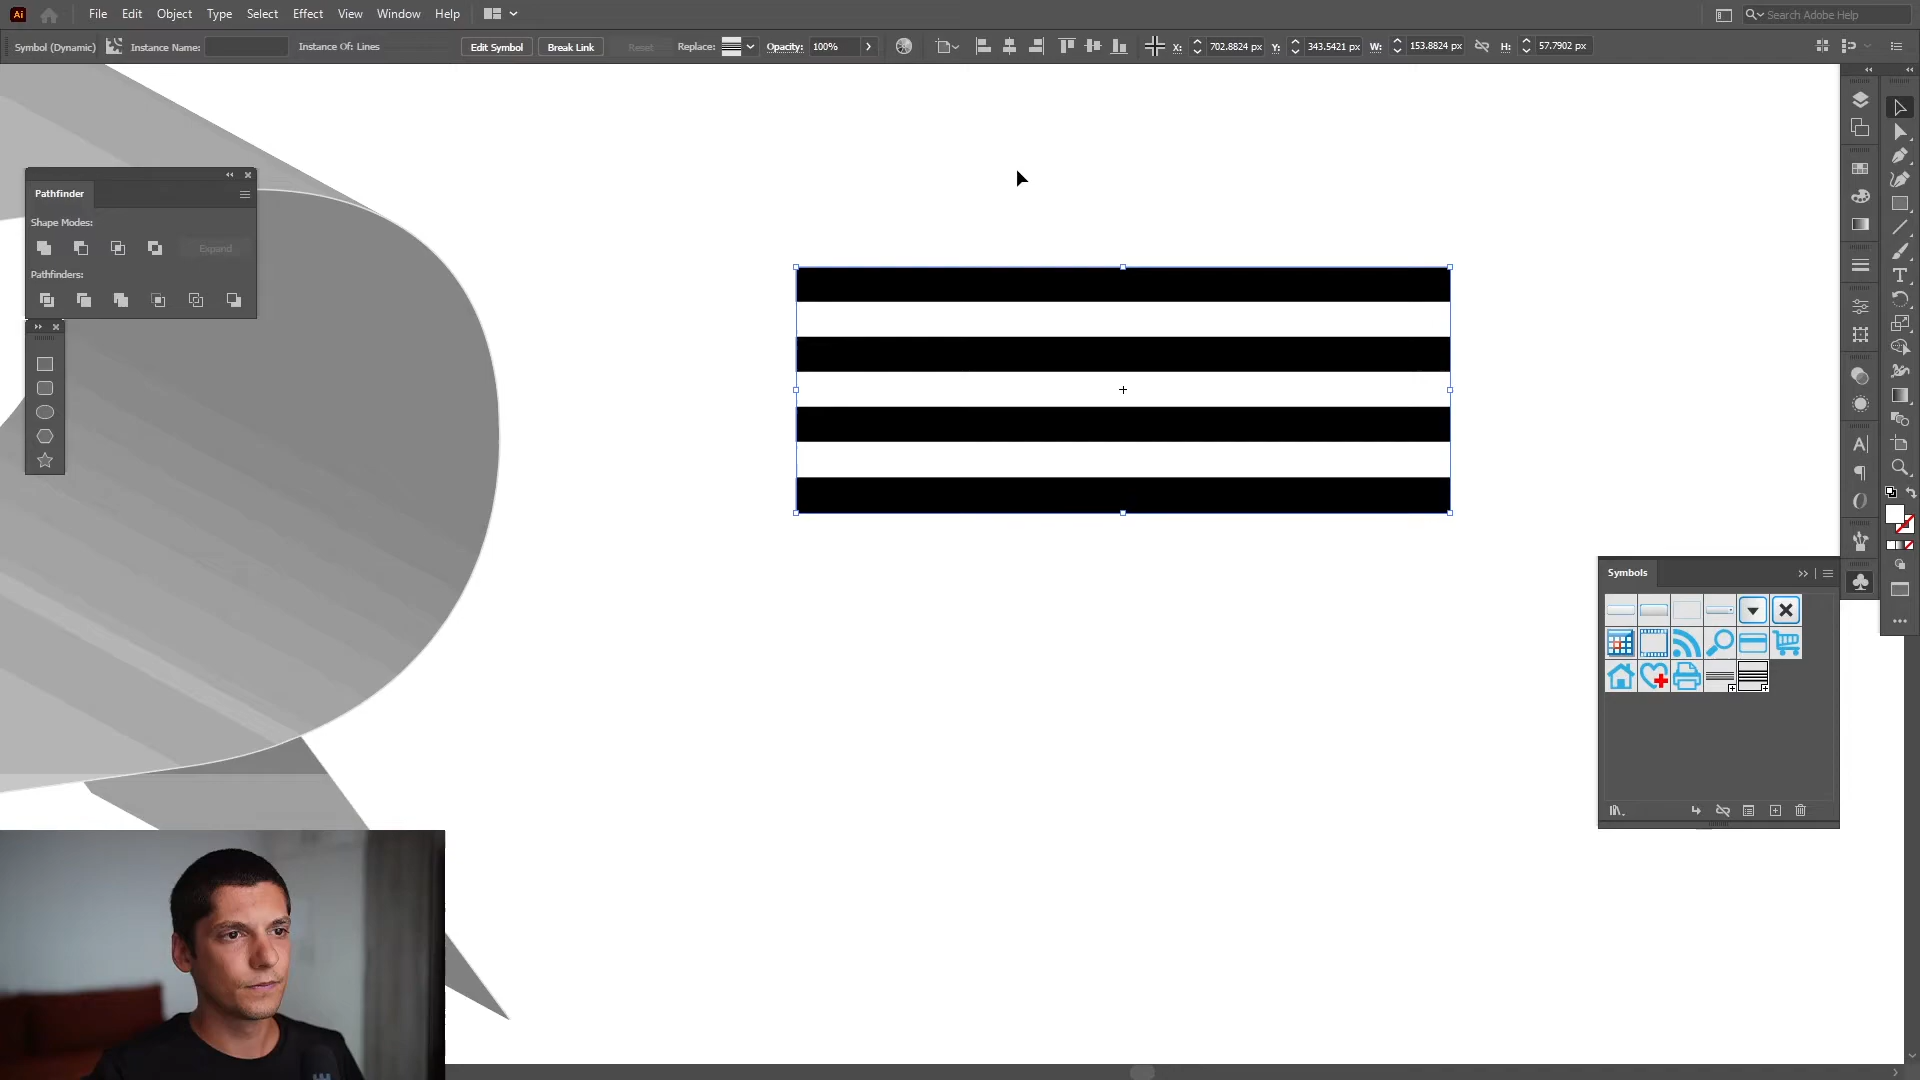 Ai File Edit Object Type Select Effect View Window Help Search Adobe Help
Symbol (Dynamic) Instance Name: Instance Of: Lines Edit Symbol Break Link Reset Replace: Opacity: 100% X: 702.8824 px Y: 343.5421 px W: 153.8824 px H: 57.7902 px
Pathfinder
Shape Modes:
Expand
Pathfinders:
Symbols